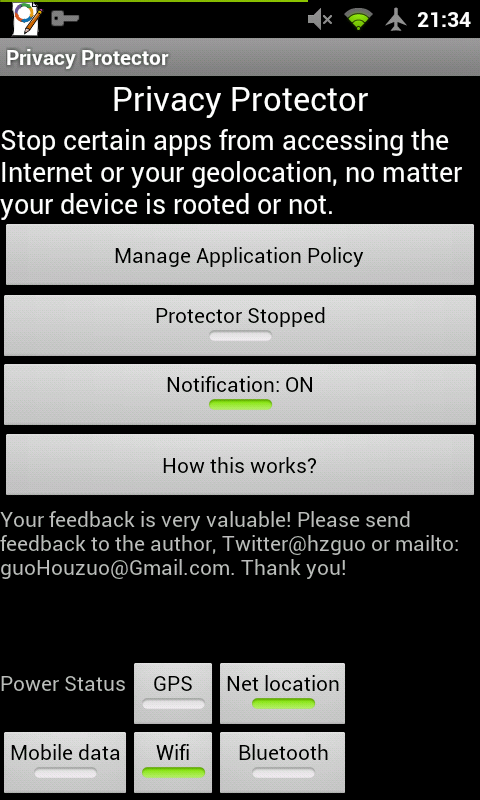 21:34
Privacy Protector
Privacy Protector
Stop certain apps from accessing the
Internet or your geolocation, no matter
your device is rooted or not.
Manage Application Policy
Protector Stopped
Notification: ON
How this works?
Your feedback is very valuable! Please send
feedback to the author, Twitter@hzguo or mailto:
guoHouzuo@Gmail.com. Thank you!
Power Status GPS Net location
Mobile data Wifi Bluetooth